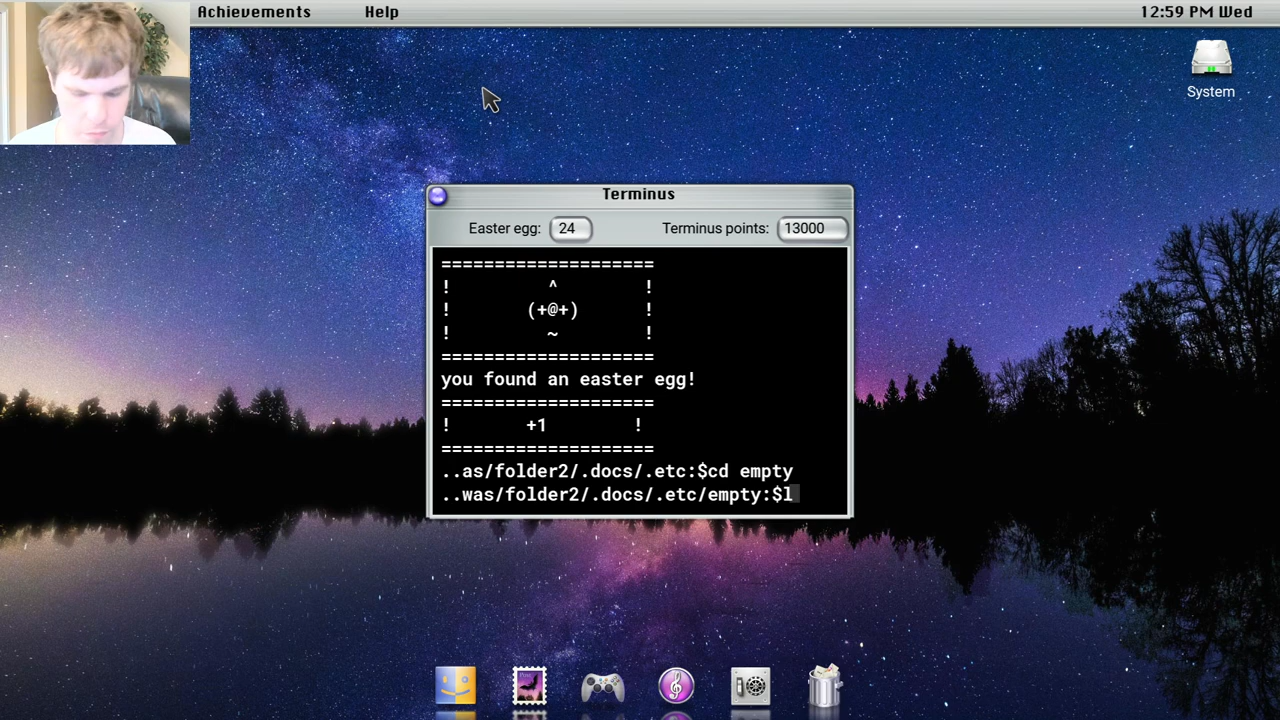 Achievements Help 12:59 PM Wed
System
Terminus
Easter egg: 24 Terminus points: 13000
====================
! ^ !
! (+@+) !
! ~ !
====================
you found an easter egg!
====================
! +1 !
====================
..as/folder2/.docs/.etc:$cd empty
..was/folder2/.docs/.etc/empty:$l